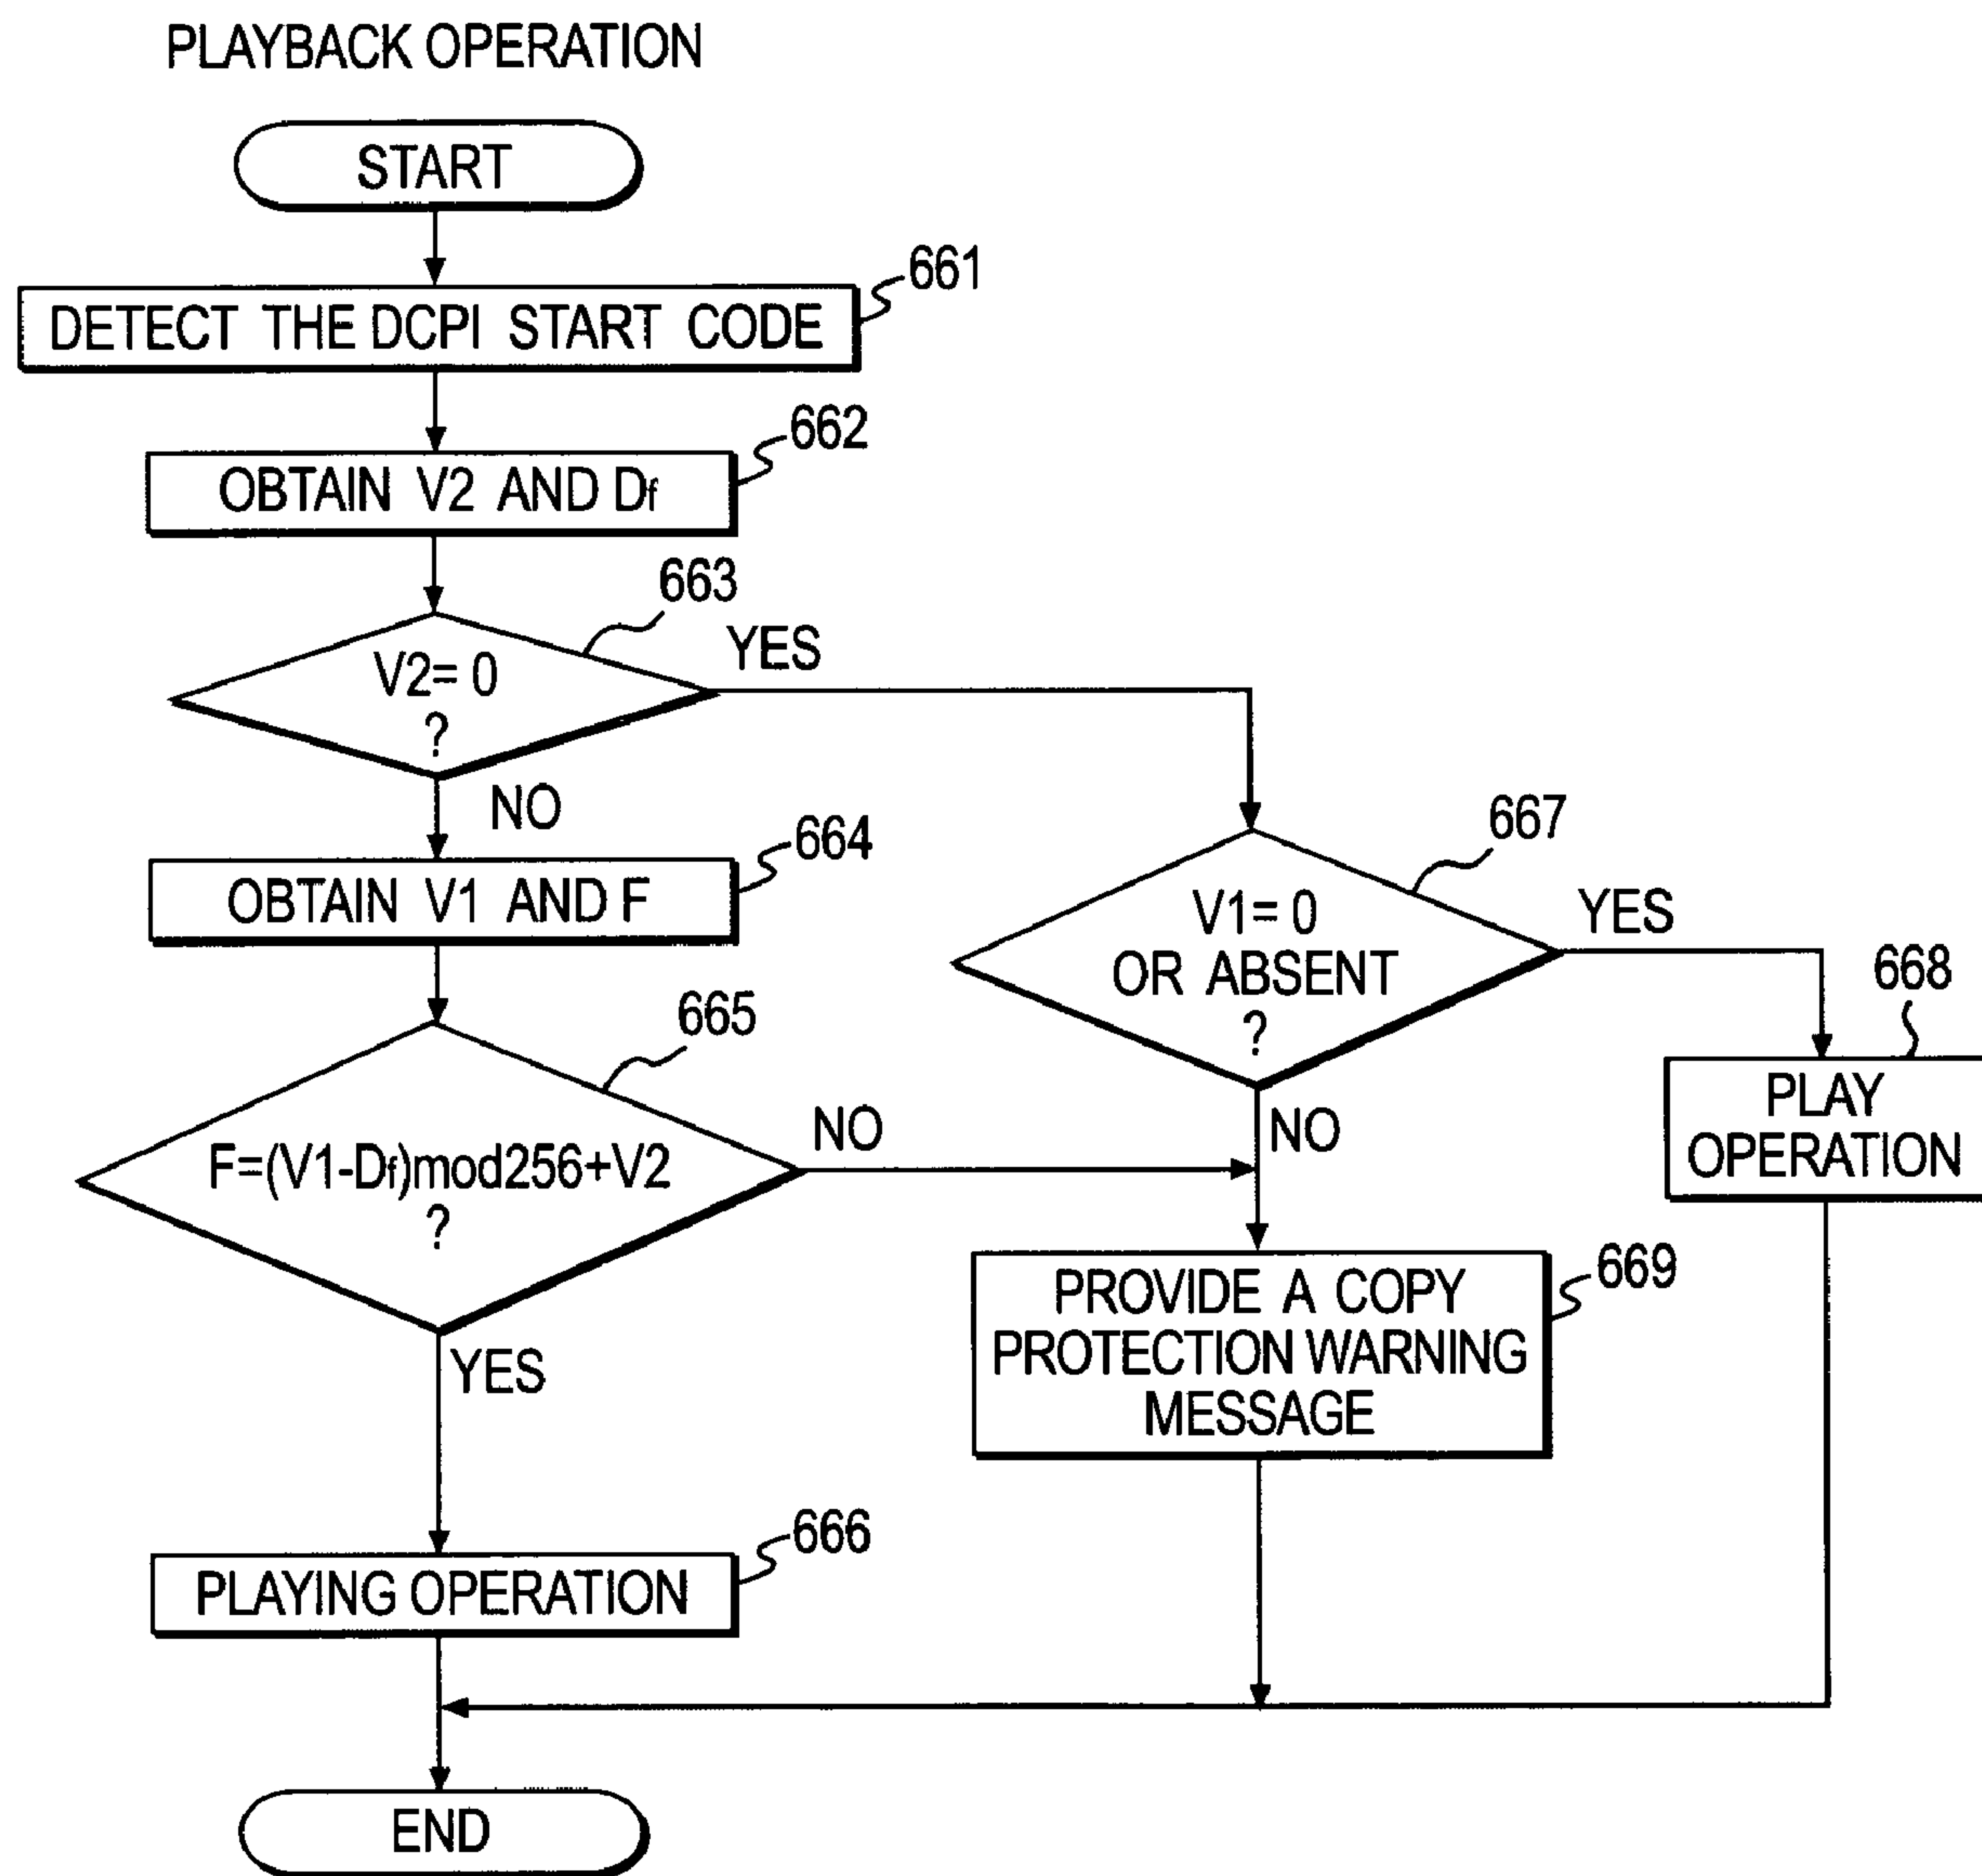 PLAYBACK OPERATION
START
661
DETECT THE DCPI START CODE
662
OBTAIN V2 AND Df
663
V2= 0
?
YES
NO
664
OBTAIN V1 AND F
667
V1= 0
OR ABSENT
?
YES
NO
668
PLAY
OPERATION
665
F=(V1-Df)mod256+V2
?
NO
YES
669
PROVIDE A COPY
PROTECTION WARNING
MESSAGE
666
PLAYING OPERATION
END